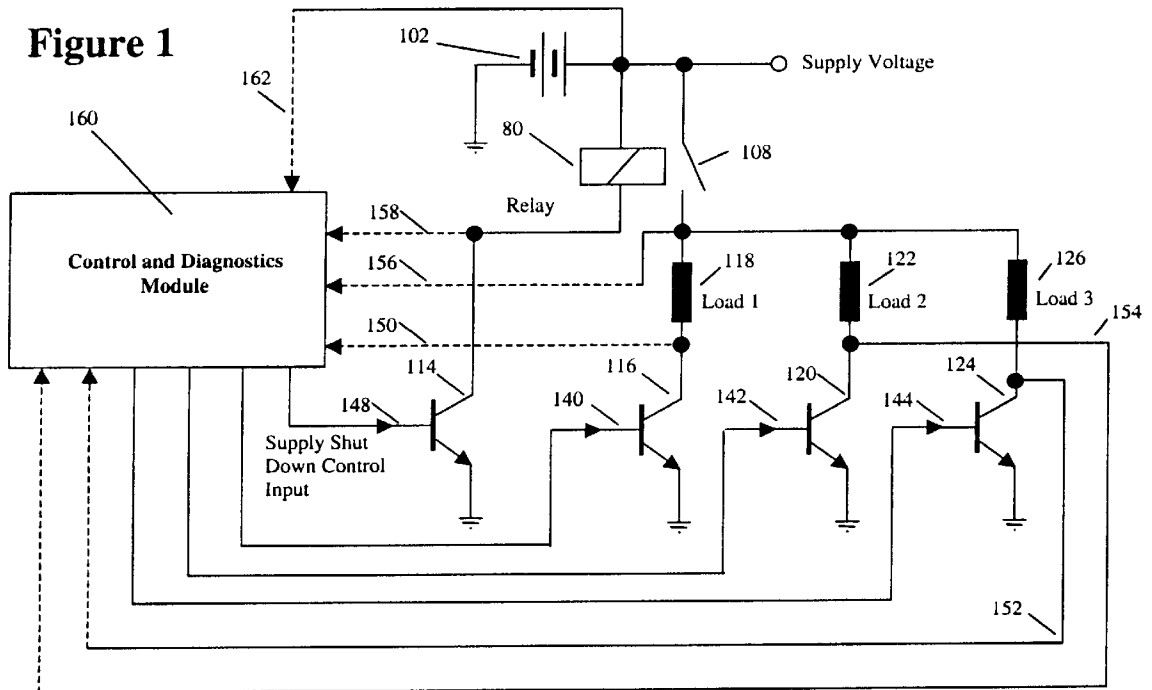 Figure 1
102
Supply Voltage
162
160
80
108
Relay
158
Control and Diagnostics
Module
156
118
122
126
Load 1
Load 2
Load 3
150
154
114
116
120
124
148
140
142
144
Supply Shut
Down Control
Input
152